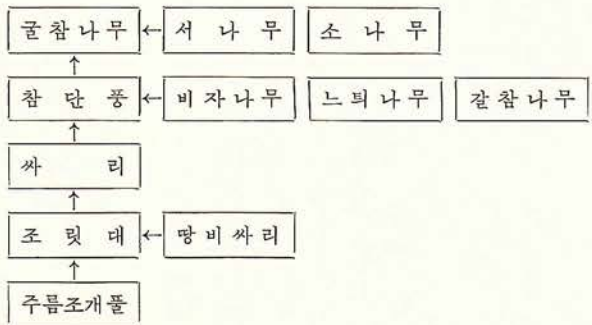 굴참나무 ← 서나무 소나무
↑
참단풍 ← 비자나무 느틔나무 갈참나무
↑
싸리
↑
조릿대 ← 땅비싸리
↑
주름조개풀